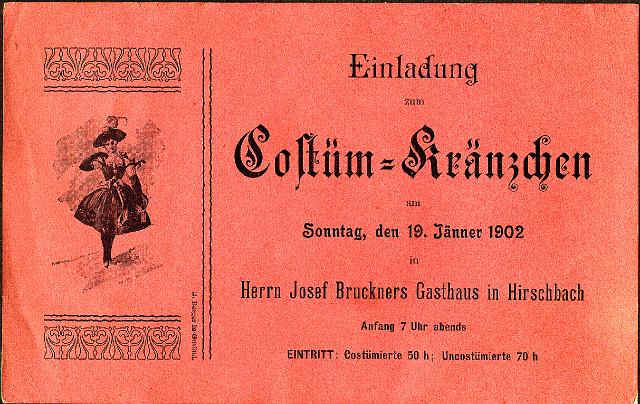 Einladung
zum
Costüm-Kränzchen
am
Sonntag, den 19. Jänner 1902
in
Herrn Josef Bruckners Gasthaus in Hirschbach
Anfang 7 Uhr abends
EINTRITT: Costümierte 50 h; Uncostümierte 70 h